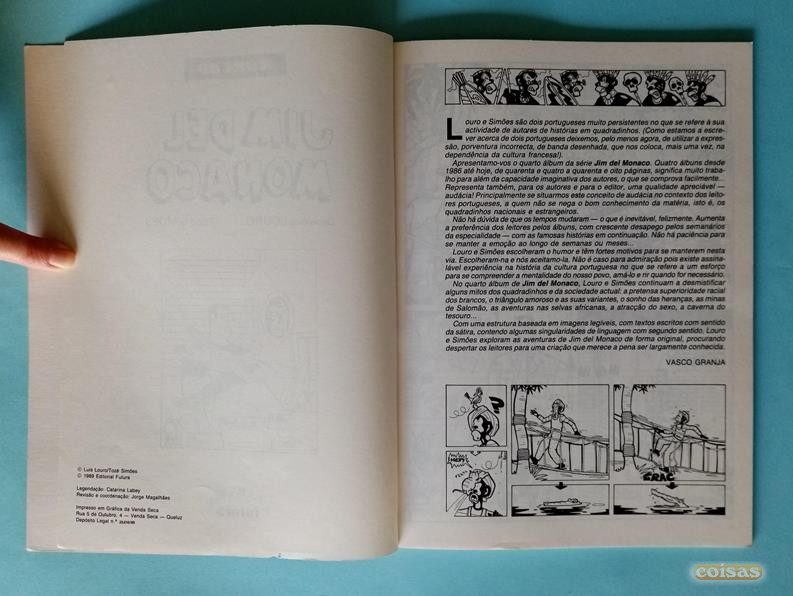 © Luís Louro/Tozé Simões
© 1989 Editorial Futura
Legendação: Catarina Labey
Revisão e coordenação: Jorge Magalhães
Impresso em Gráfica da Venda Seca
Rua 5 de Outubro, 4 — Venda Seca — Queluz
Depósito Legal n.º
Louro e Simões são dois portugueses muito persistentes no que se refere à sua
actividade de autores de histórias em quadradinhos. (Como estamos a escre-
ver acerca de dois portugueses deixemos, pelo menos agora, de utilizar a expres-
são, porventura incorrecta, de banda desenhada, que nos coloca, mais uma vez, na
dependência da cultura francesa!).
Apresentamo-vos o quarto álbum da série Jim del Monaco. Quatro álbuns desde
1986 até hoje, de quarenta e quatro a quarenta e oito páginas, significa muito traba-
lho para além da capacidade imaginativa dos autores, o que se comprova facilmente...
Representa também, para os autores e para o editor, uma qualidade apreciável —
audácia! Principalmente se situarmos este conceito de audácia no contexto dos leito-
res portugueses, a quem não se nega o bom conhecimento da matéria, isto é, os
quadradinhos nacionais e estrangeiros.
Não há dúvida de que os tempos mudaram — o que é inevitável, felizmente. Aumenta
a preferência dos leitores pelos álbuns, com crescente desapego pelos semanários
da especialidade — com as famosas histórias em continuação. Não há paciência para
se manter a emoção ao longo de semanas ou meses...
Louro e Simões escolheram o humor e têm fortes motivos para se manterem nesta
via. Escolheram-na e nós aceitamo-la. Não é caso para admiração pois existe assina-
lável experiência na história da cultura portuguesa no que se refere a um esforço
para se compreender a mentalidade do nosso povo, amá-lo e rir quando for necessário.
No quarto álbum de Jim del Monaco, Louro e Simões continuam a desmistificar
alguns mitos dos quadradinhos e da sociedade actual: a pretensa superioridade racial
dos brancos, o triângulo amoroso e as suas variantes, o sonho das heranças, as minas
de Salomão, as aventuras nas selvas africanas, a atracção do sexo, a caverna do
tesouro...
Com uma estrutura baseada em imagens legíveis, com textos escritos com sentido
da sátira, contendo algumas singularidades de linguagem com segundo sentido, Louro
e Simões exploram as aventuras de Jim del Monaco de forma original, procurando
despertar os leitores para uma criação que merece a pena ser largamente conhecida.
VASCO GRANJA
CRAC
coisas